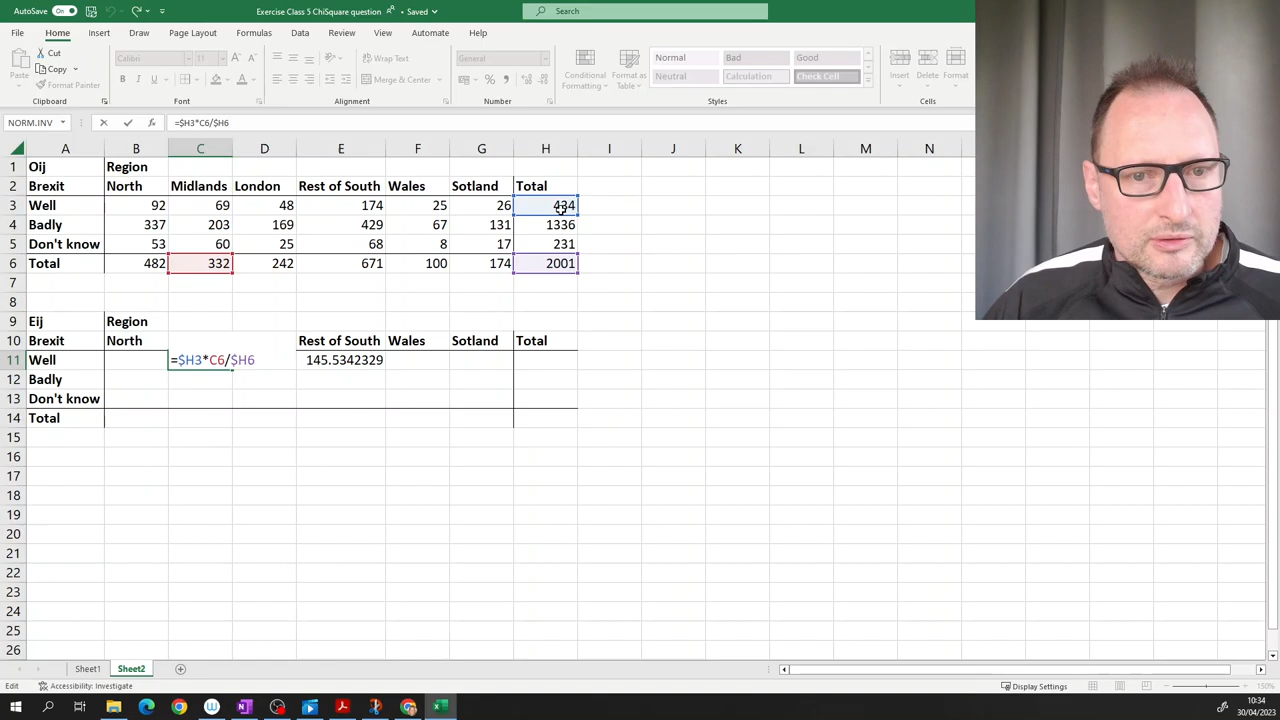 AutoSave On Exercise Class 5 ChiSquare question • Saved Search
File Home Insert Draw Page Layout Formulas Data Review View Automate Help
Paste Cut Copy Format Painter
Calibri 11 B I U A A A
Wrap Text Merge & Center
General % 
Conditional Formatting Format as Table
Normal Bad Good
Neutral Calculation Check Cell
Insert Delete Format
Clipboard Font Alignment Number Styles Cells
NORM.INV fx =$H3*C6/$H6
A B C D E F G H I J K L M N
1 Oij Region
2 Brexit North Midlands London Rest of South Wales Sotland Total
3 Well 92 69 48 174 25 26 434
4 Badly 337 203 169 429 67 131 1336
5 Don't know 53 60 25 68 8 17 231
6 Total 482 332 242 671 100 174 2001
7
8
9 Eij Region
10 Brexit North Rest of South Wales Sotland Total
11 Well =$H3*C6/$H6 145.5342329
12 Badly
13 Don't know
14 Total
15
16
17
18
19
20
21
22
23
24
25
26
Sheet1 Sheet2
Edit Accessibility: Investigate Display Settings 150%
10:34
30/04/2023